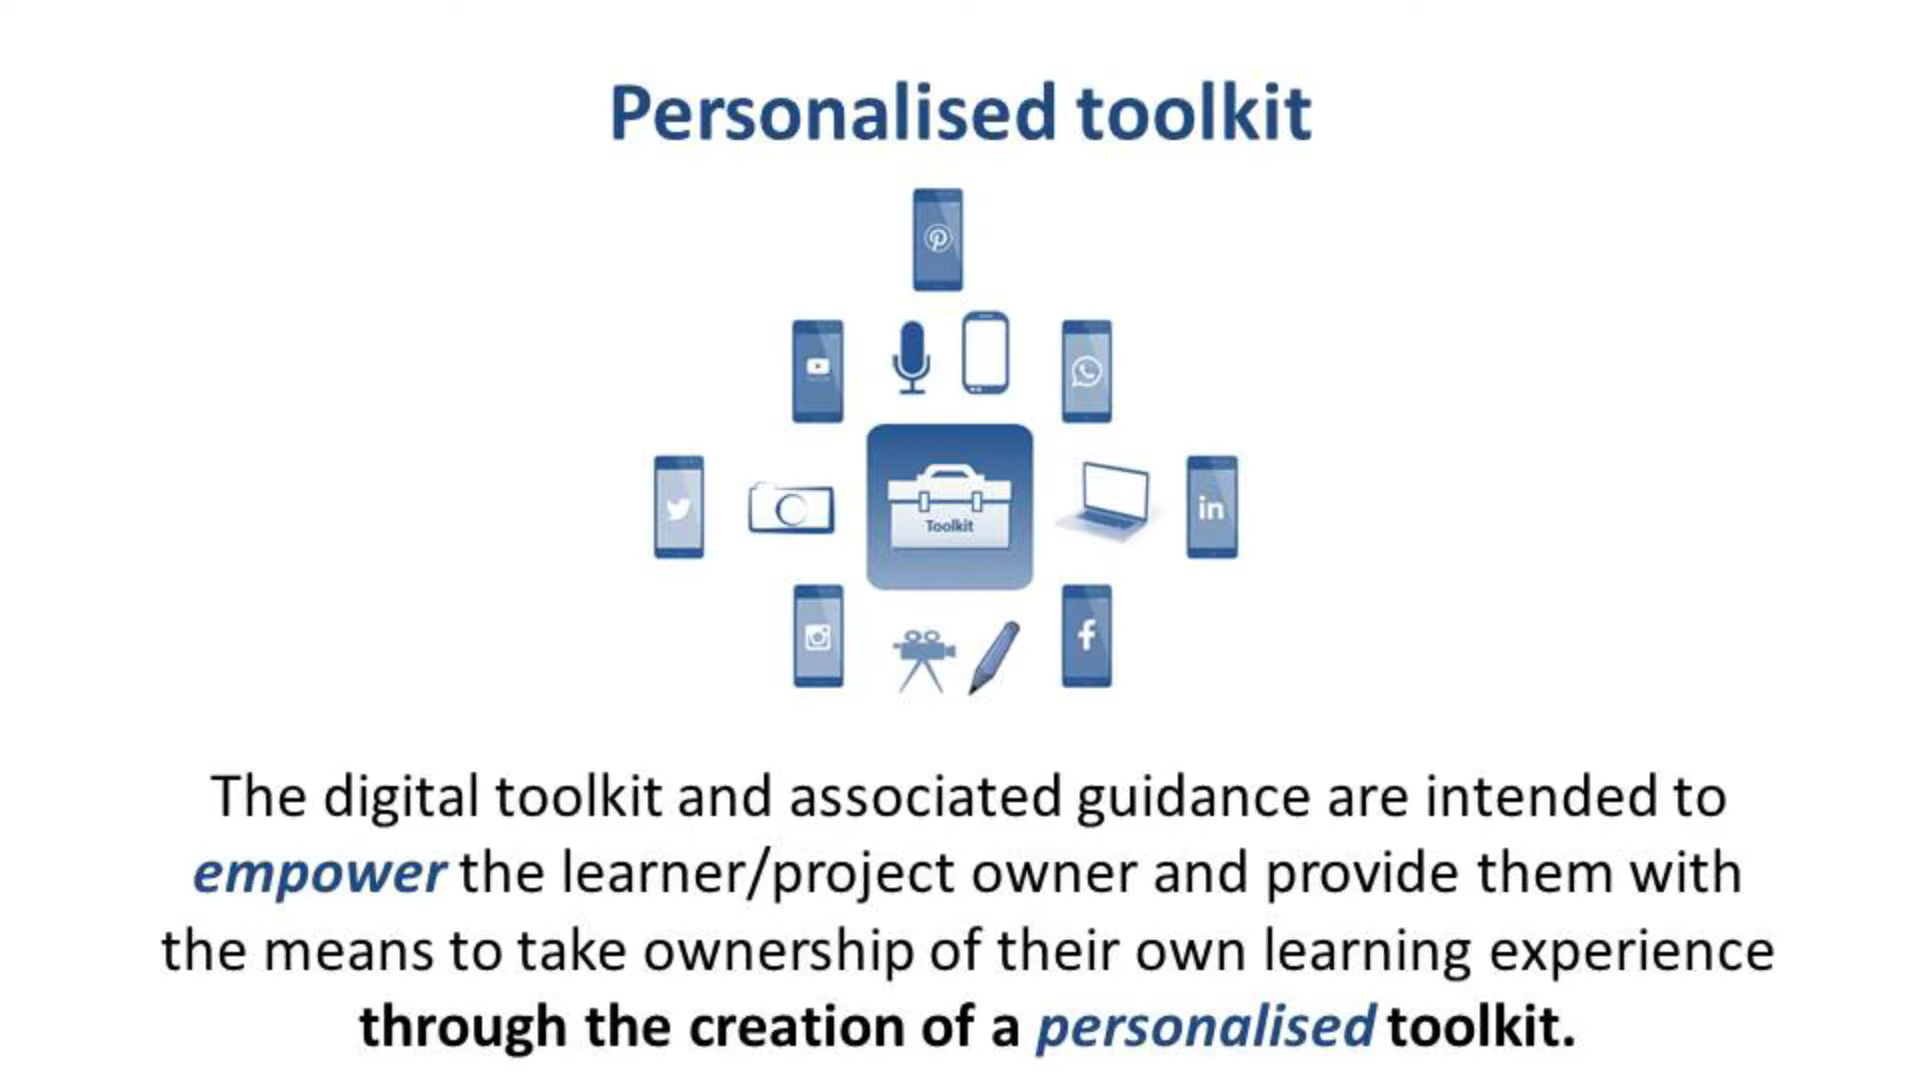 Personalised toolkit
in
Toolkit
f
The digital toolkit and associated guidance are intended to
empower the learner/project owner and provide them with
the means to take ownership of their own learning experience
through the creation of a personalised toolkit.